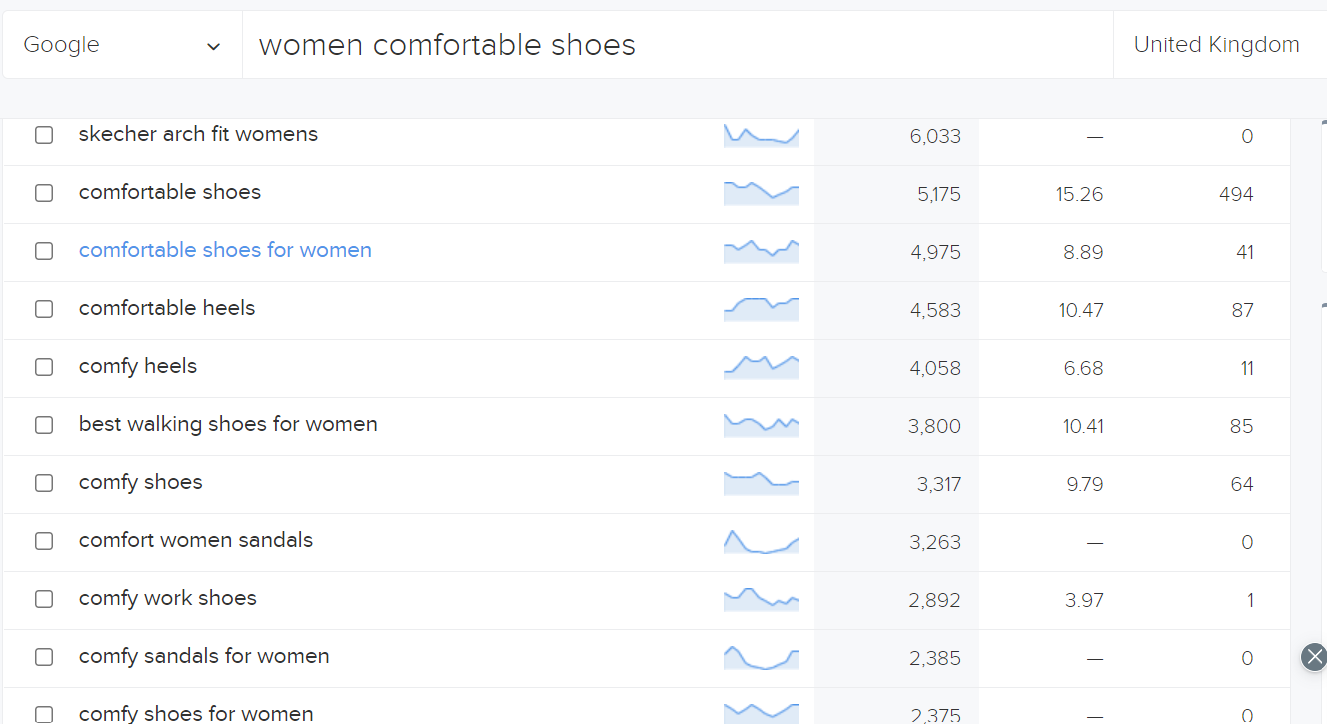 Google women comfortable shoes United Kingdom
skecher arch fit womens 6,033 — 0
comfortable shoes 5,175 15.26 494
comfortable shoes for women 4,975 8.89 41
comfortable heels 4,583 10.47 87
comfy heels 4,058 6.68 11
best walking shoes for women 3,800 10.41 85
comfy shoes 3,317 9.79 64
comfort women sandals 3,263 — 0
comfy work shoes 2,892 3.97 1
comfy sandals for women 2,385 — 0
comfy shoes for women 2,375 — 0